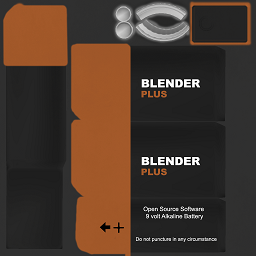 BLENDER
PLUS
BLENDER
PLUS
Open Source Software
9 volt Alkaline Battery
Do not puncture in any circumstance